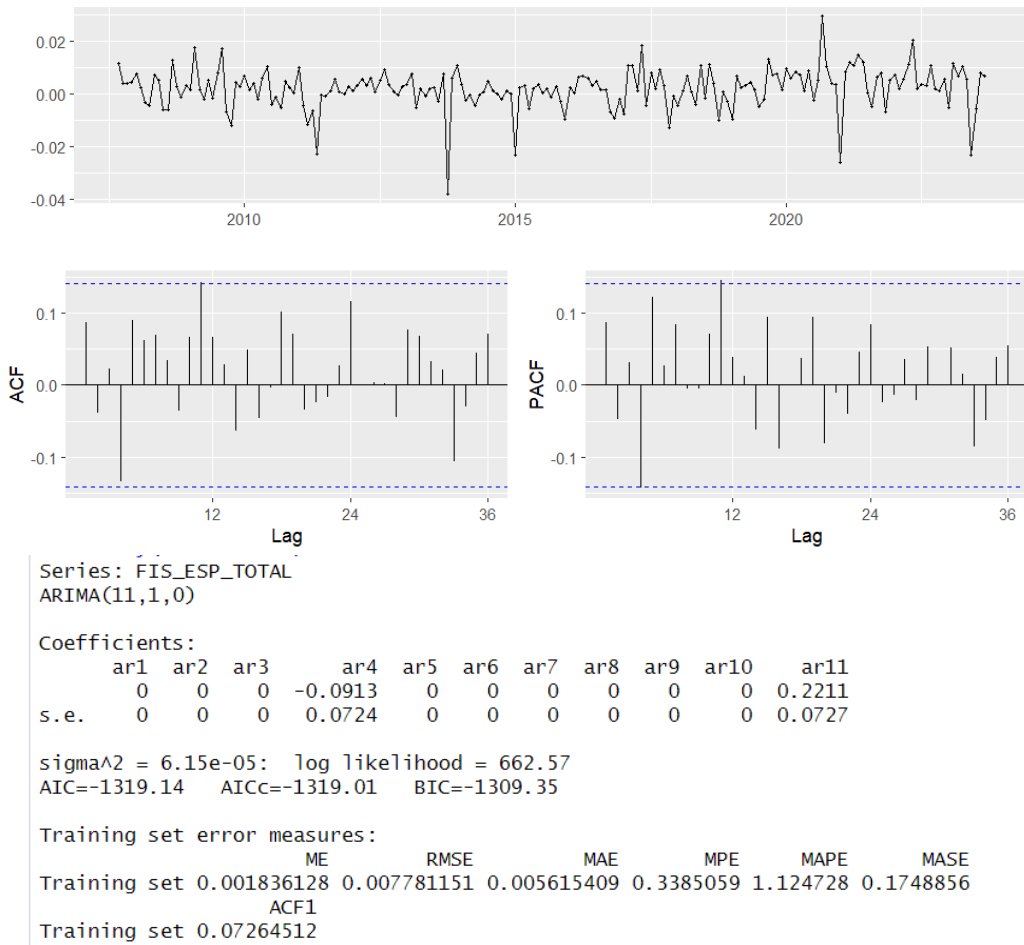 0.02
0.00
-0.02
-0.04
2010 2015 2020
0.1
0.0
-0.1
ACF
12 24 36
Lag
0.1
0.0
-0.1
PACF
12 24 36
Lag
Series: FIS_ESP_TOTAL
ARIMA(11,1,0)
Coefficients:
ar1 ar2 ar3 ar4 ar5 ar6 ar7 ar8 ar9 ar10 ar11
0 0 0 -0.0913 0 0 0 0 0 0 0.2211
s.e. 0 0 0 0.0724 0 0 0 0 0 0 0.0727
sigma^2 = 6.15e-05: log likelihood = 662.57
AIC=-1319.14 AICc=-1319.01 BIC=-1309.35
Training set error measures:
ME RMSE MAE MPE MAPE MASE
Training set 0.001836128 0.007781151 0.005615409 0.3385059 1.124728 0.1748856
ACF1
Training set 0.07264512